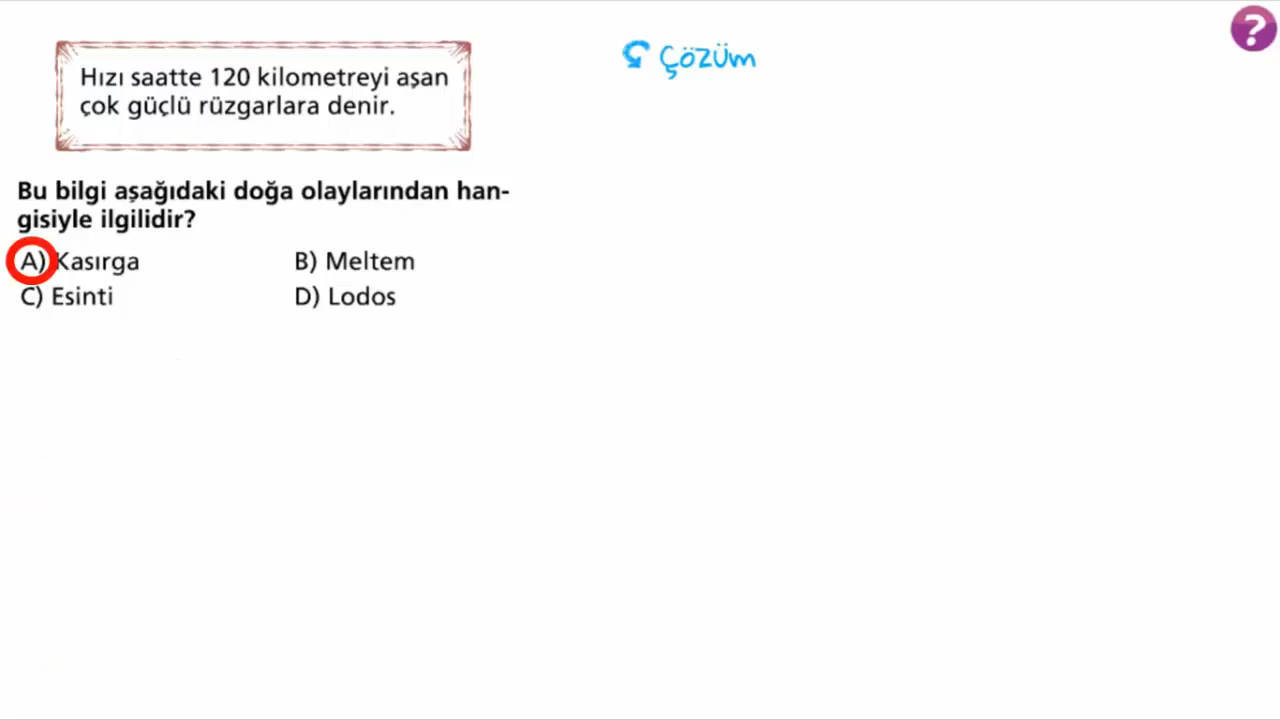 Hızı saatte 120 kilometreyi aşan
çok güçlü rüzgarlara denir.
Bu bilgi aşağıdaki doğa olaylarından han-
gisiyle ilgilidir?
A) Kasırga B) Meltem
C) Esinti D) Lodos
Çözüm
?